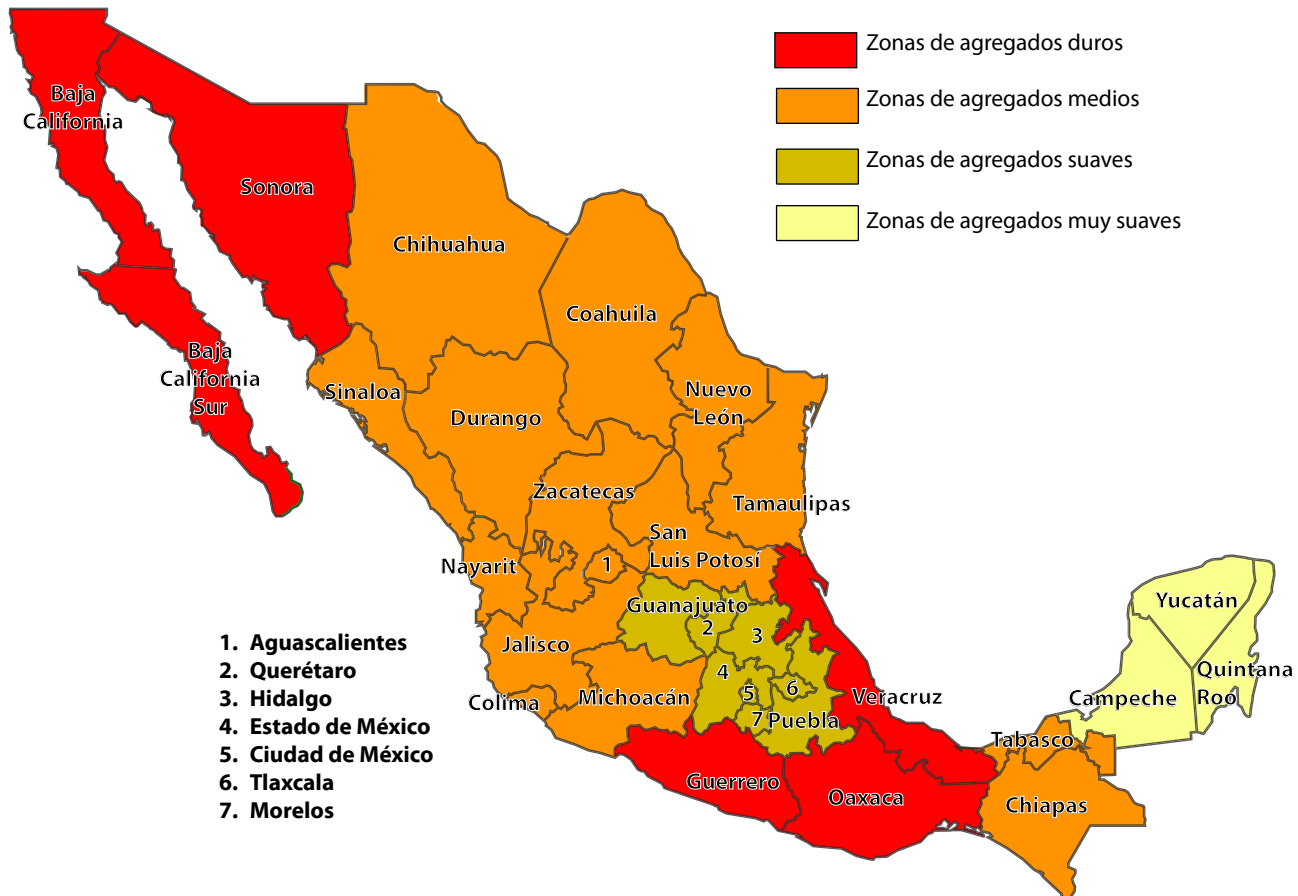 Zonas de agregados duros
Zonas de agregados medios
Zonas de agregados suaves
Zonas de agregados muy suaves
Baja
California
Sonora
Chihuahua
Coahuila
Baja
California
Sur
Sinaloa
Durango
Nuevo
León
Zacatecas
Tamaulipas
San
Luis Potosí
Nayarit
1
Guanajuato
2
3
Jalisco
4
5
6
7
Colima
Michoacán
Puebla
Veracruz
Guerrero
Oaxaca
Tabasco
Chiapas
Campeche
Yucatán
Quintana
Roó
1. Aguascalientes
2. Querétaro
3. Hidalgo
4. Estado de México
5. Ciudad de México
6. Tlaxcala
7. Morelos